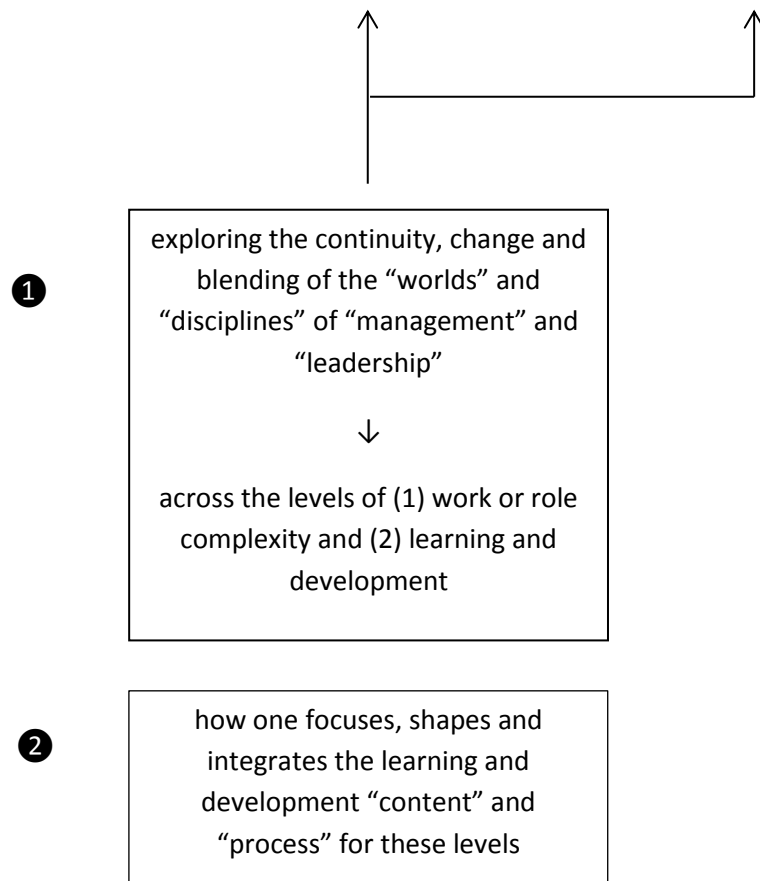 ❶
exploring the continuity, change and
blending of the “worlds” and
“disciplines” of “management” and
“leadership”
↓
across the levels of (1) work or role
complexity and (2) learning and
development
❷
how one focuses, shapes and
integrates the learning and
development “content” and
“process” for these levels